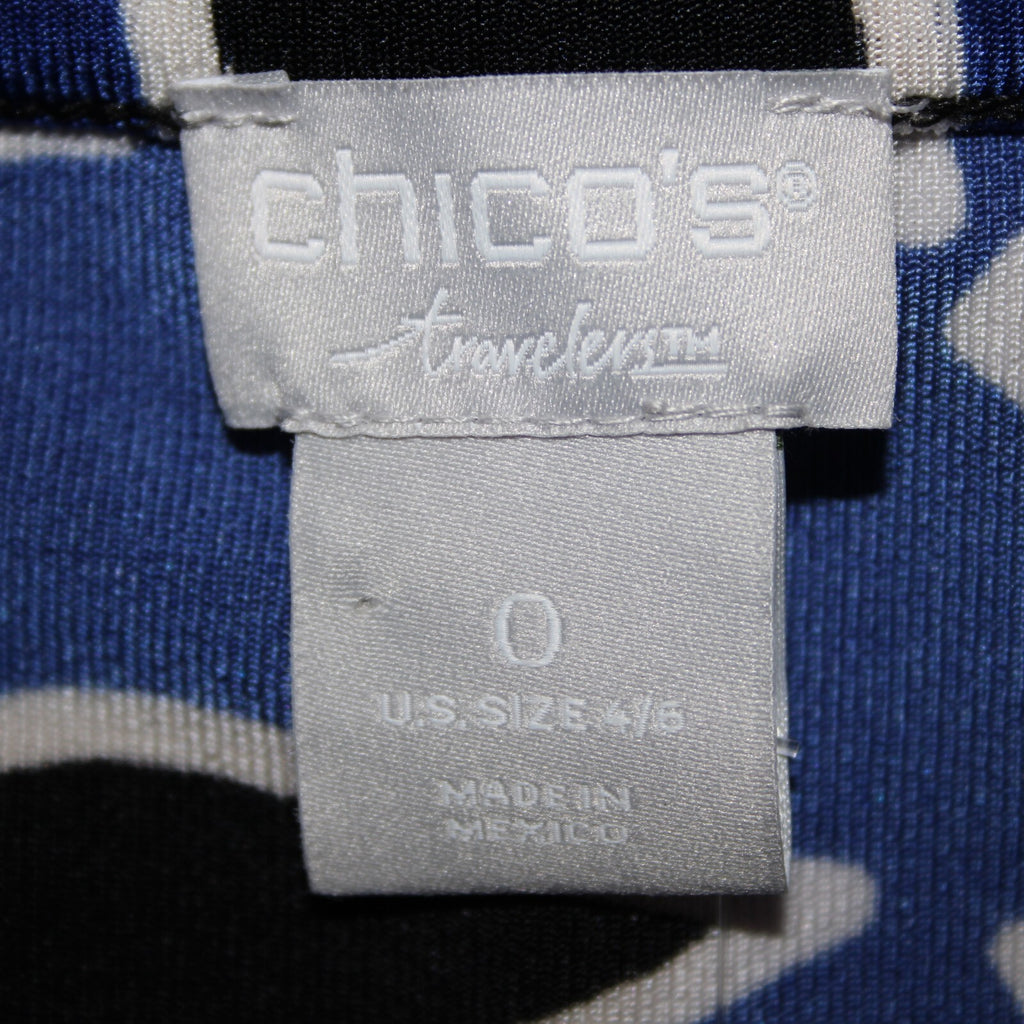 chico's®
travelers™
0
U.S. SIZE 4/6
MADE IN
MEXICO